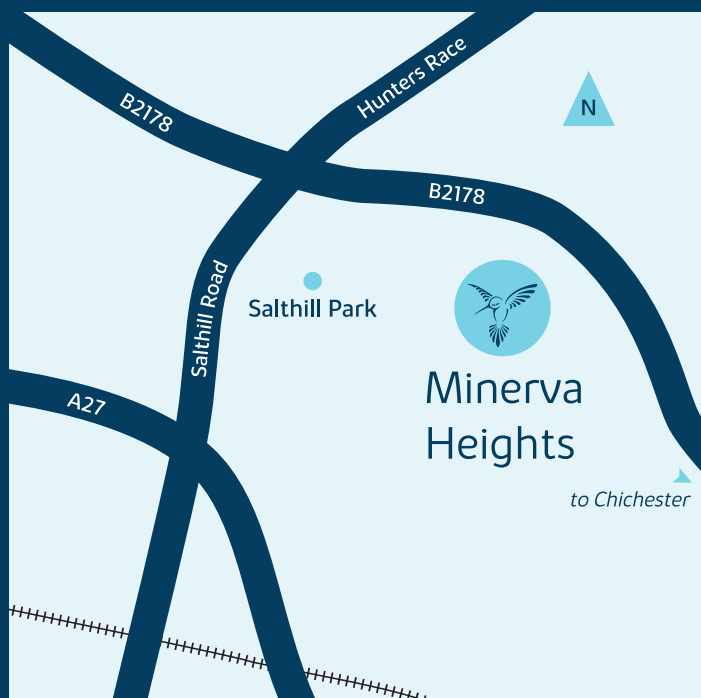 Hunters Race
N
B2178
B2178
Salthill Road
Salthill Park
Minerva
Heights
A27
to Chichester